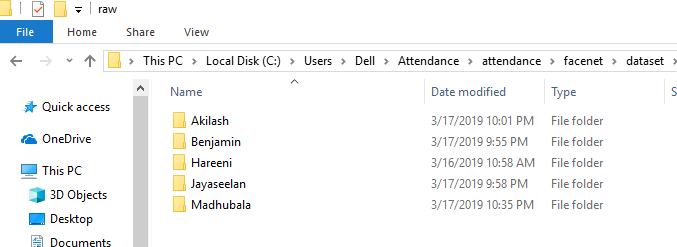 raw
File Home Share View
This PC > Local Disk (C:) > Users > Dell > Attendance > attendance > facenet > dataset >
Name Date modified Type
Quick access
OneDrive
This PC
3D Objects
Desktop
Documents
Akilash 3/17/2019 10:01 PM File folder
Benjamin 3/17/2019 9:55 PM File folder
Hareeni 3/16/2019 10:58 AM File folder
Jayaseelan 3/17/2019 9:58 PM File folder
Madhubala 3/17/2019 10:35 PM File folder